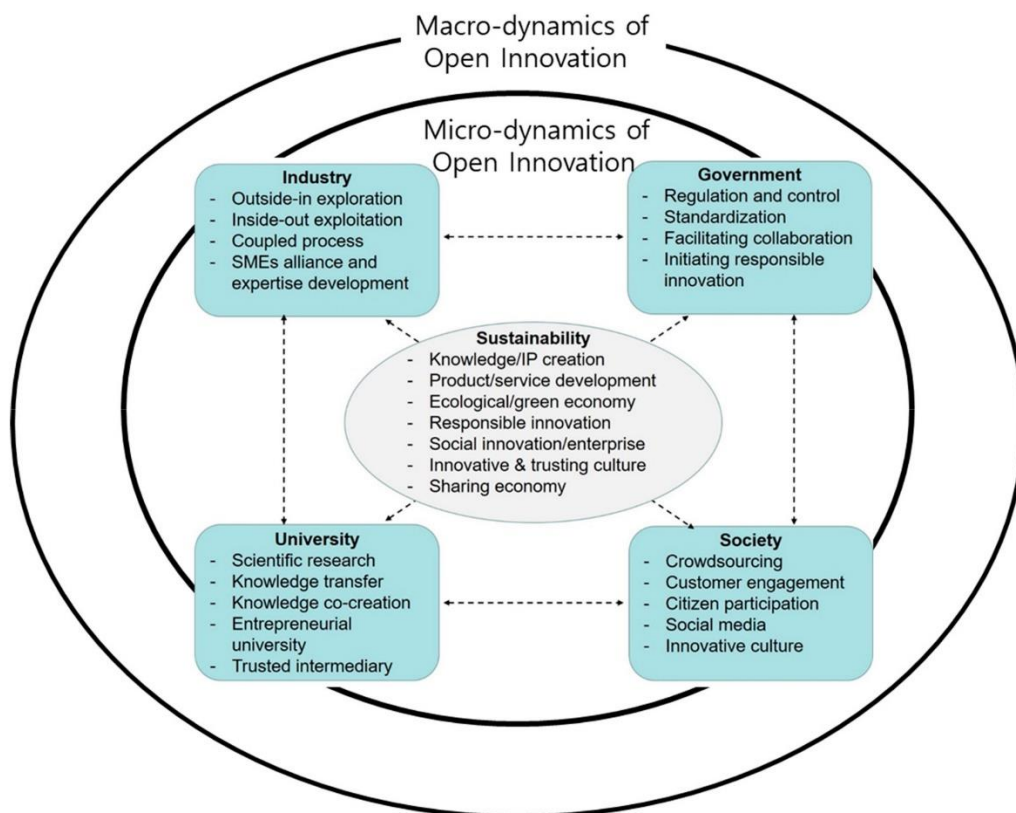 Macro-dynamics of
Open Innovation
Micro-dynamics of
Open Innovation
Industry
- Outside-in exploration
- Inside-out exploitation
- Coupled process
- SMEs alliance and
expertise development
Government
- Regulation and control
- Standardization
- Facilitating collaboration
- Initiating responsible
innovation
Sustainability
- Knowledge/IP creation
- Product/service development
- Ecological/green economy
- Responsible innovation
- Social innovation/enterprise
- Innovative & trusting culture
- Sharing economy
University
- Scientific research
- Knowledge transfer
- Knowledge co-creation
- Entrepreneurial
university
- Trusted intermediary
Society
- Crowdsourcing
- Customer engagement
- Citizen participation
- Social media
- Innovative culture